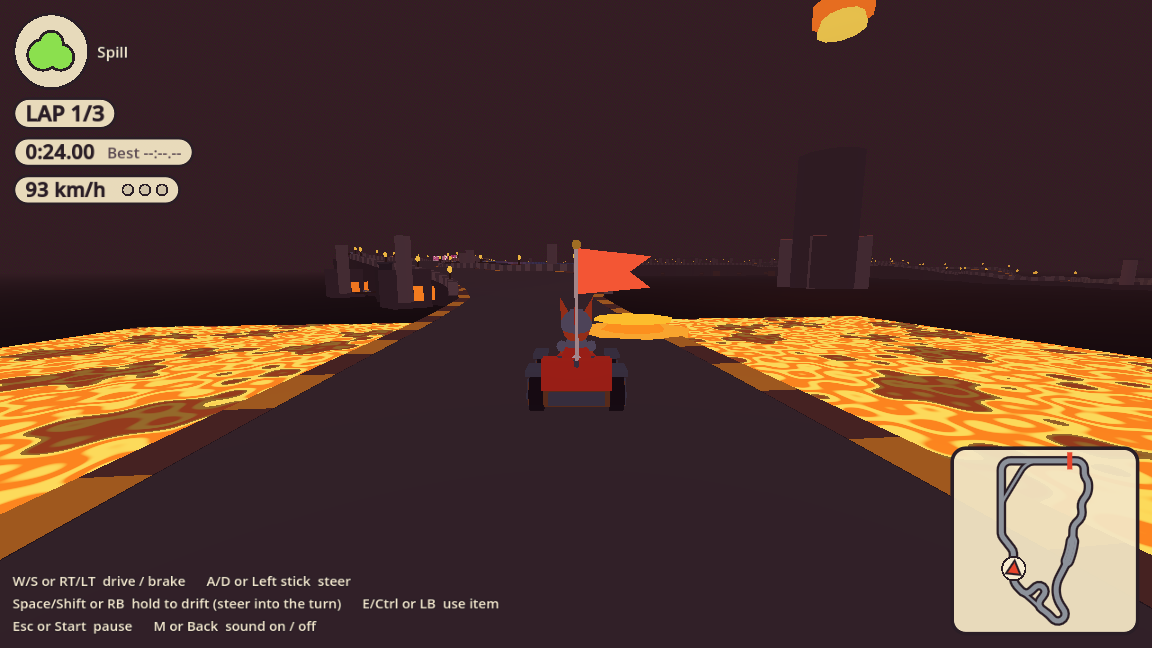 Spill
LAP 1/3
0:24.00 Best --:--.--
93 km/h
W/S or RT/LT drive / brake A/D or Left stick steer
Space/Shift or RB hold to drift (steer into the turn) E/Ctrl or LB use item
Esc or Start pause M or Back sound on / off